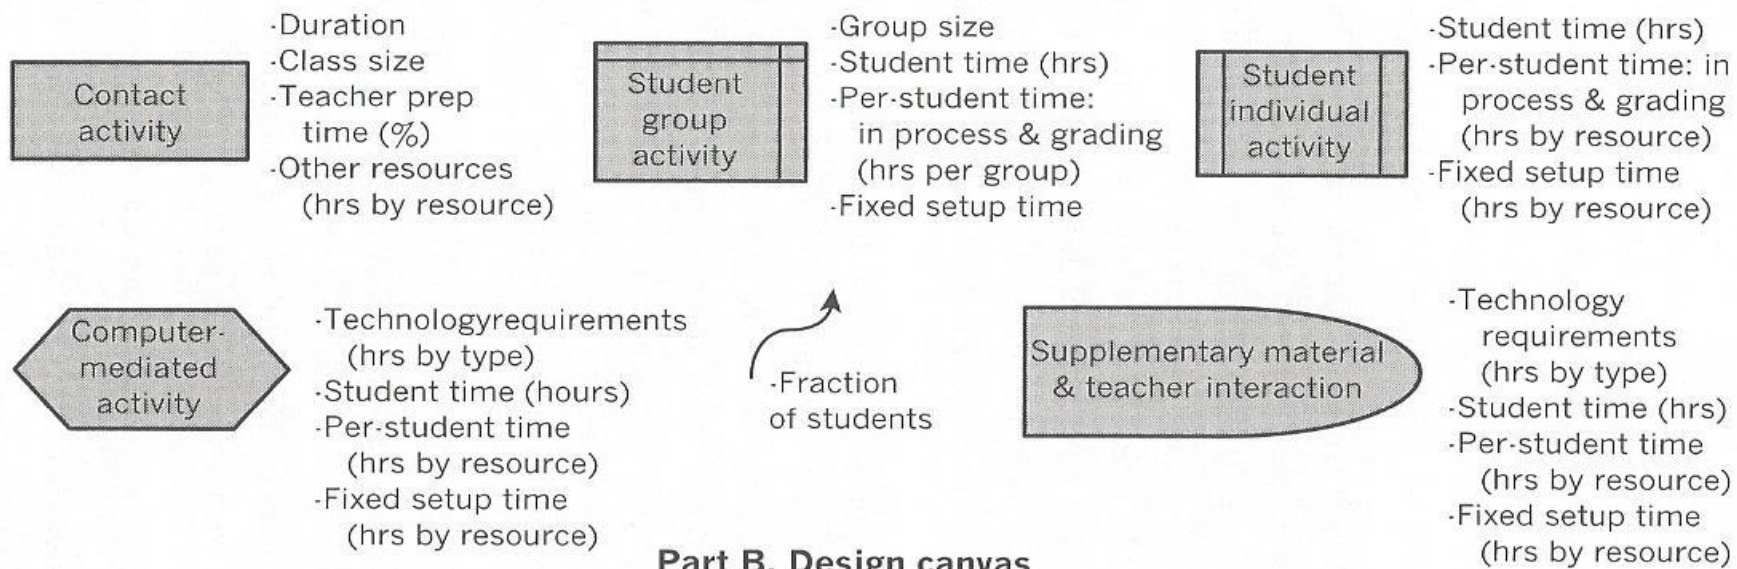 Contact
activity
-Duration
-Class size
-Teacher prep
time (%)
-Other resources
(hrs by resource)
Student
group
activity
-Group size
-Student time (hrs)
-Per-student time:
in process & grading
(hrs per group)
-Fixed setup time
Student
individual
activity
-Student time (hrs)
-Per-student time: in
process & grading
(hrs by resource)
-Fixed setup time
(hrs by resource)
Computer-
mediated
activity
-Technologyrequirements
(hrs by type)
-Student time (hours)
-Per-student time
(hrs by resource)
-Fixed setup time
(hrs by resource)
-Fraction
of students
Supplementary material
& teacher interaction
-Technology
requirements
(hrs by type)
-Student time (hrs)
-Per-student time
(hrs by resource)
-Fixed setup time
(hrs by resource)
Part B. Design canvas